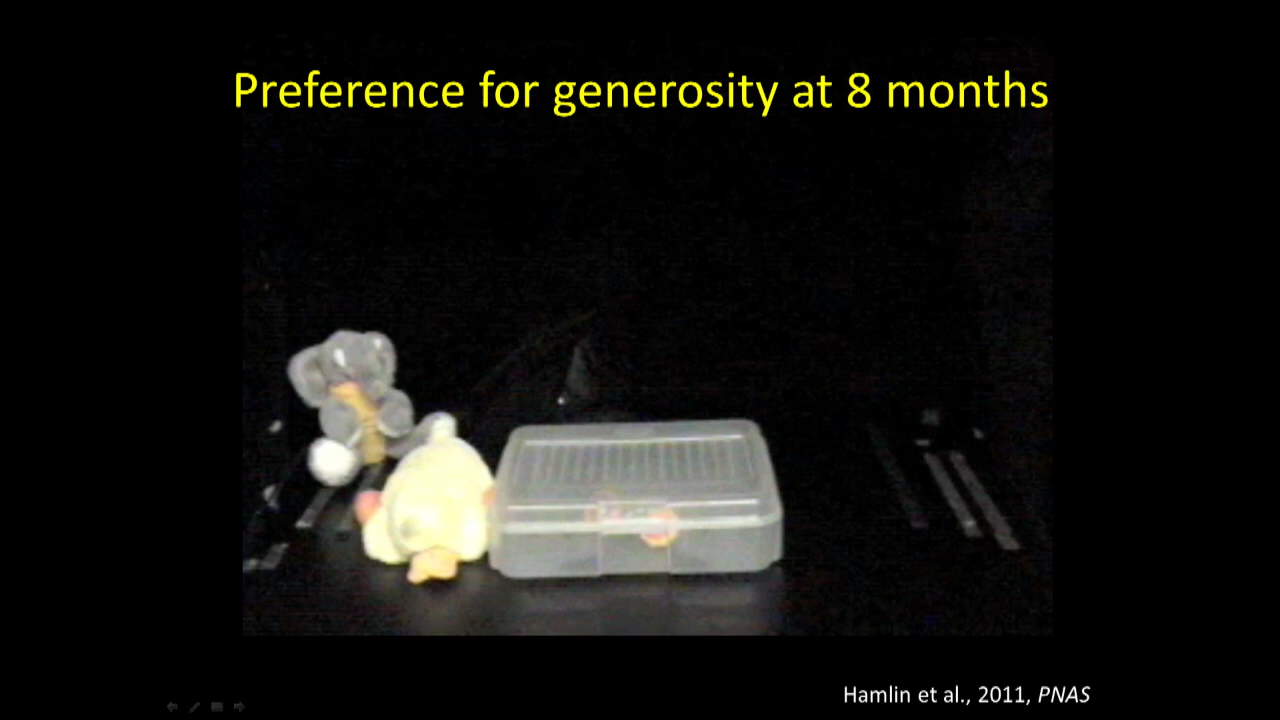 Preference for generosity at 8 months
Hamlin et al., 2011, PNAS